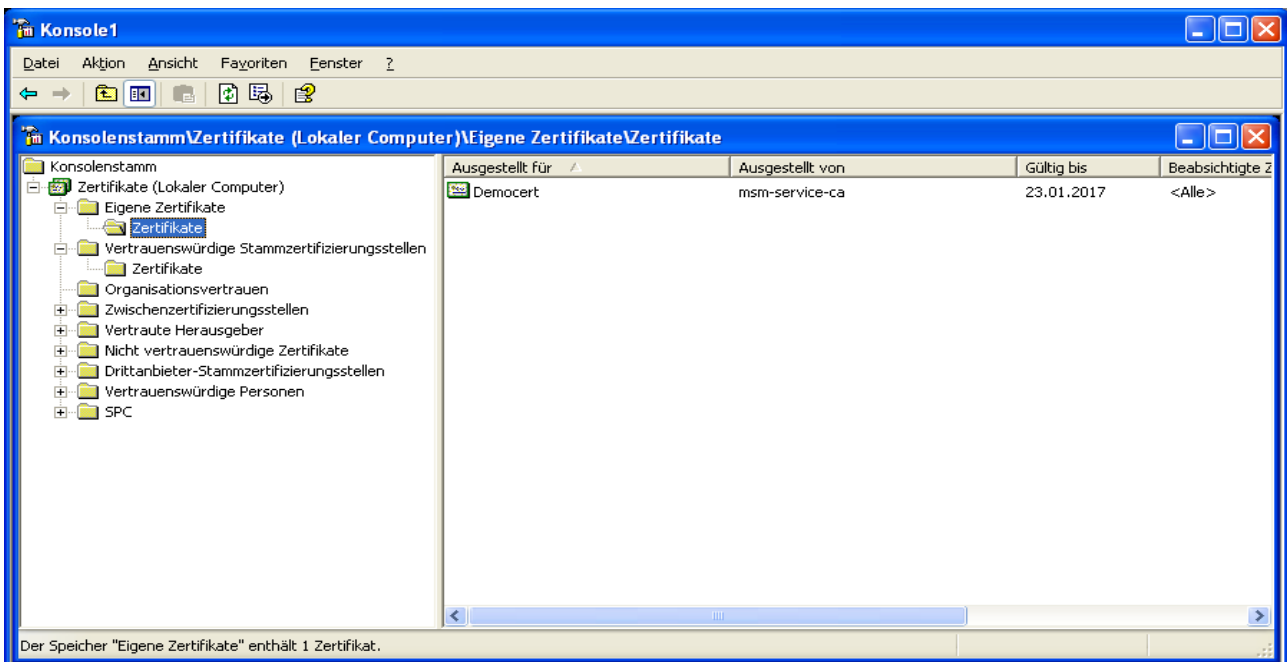 Konsole1
Datei Aktion Ansicht Favoriten Fenster ?
Konsolenstamm\Zertifikate (Lokaler Computer)\Eigene Zertifikate\Zertifikate
Konsolenstamm
Zertifikate (Lokaler Computer)
Eigene Zertifikate
Zertifikate
Vertrauenswürdige Stammzertifizierungsstellen
Zertifikate
Organisationsvertrauen
Zwischenzertifizierungsstellen
Vertraute Herausgeber
Nicht vertrauenswürdige Zertifikate
Drittanbieter-Stammzertifizierungsstellen
Vertrauenswürdige Personen
SPC
Ausgestellt für Ausgestellt von Gültig bis Beabsichtigte Z
Democert msm-service-ca 23.01.2017 <Alle>
Der Speicher "Eigene Zertifikate" enthält 1 Zertifikat.